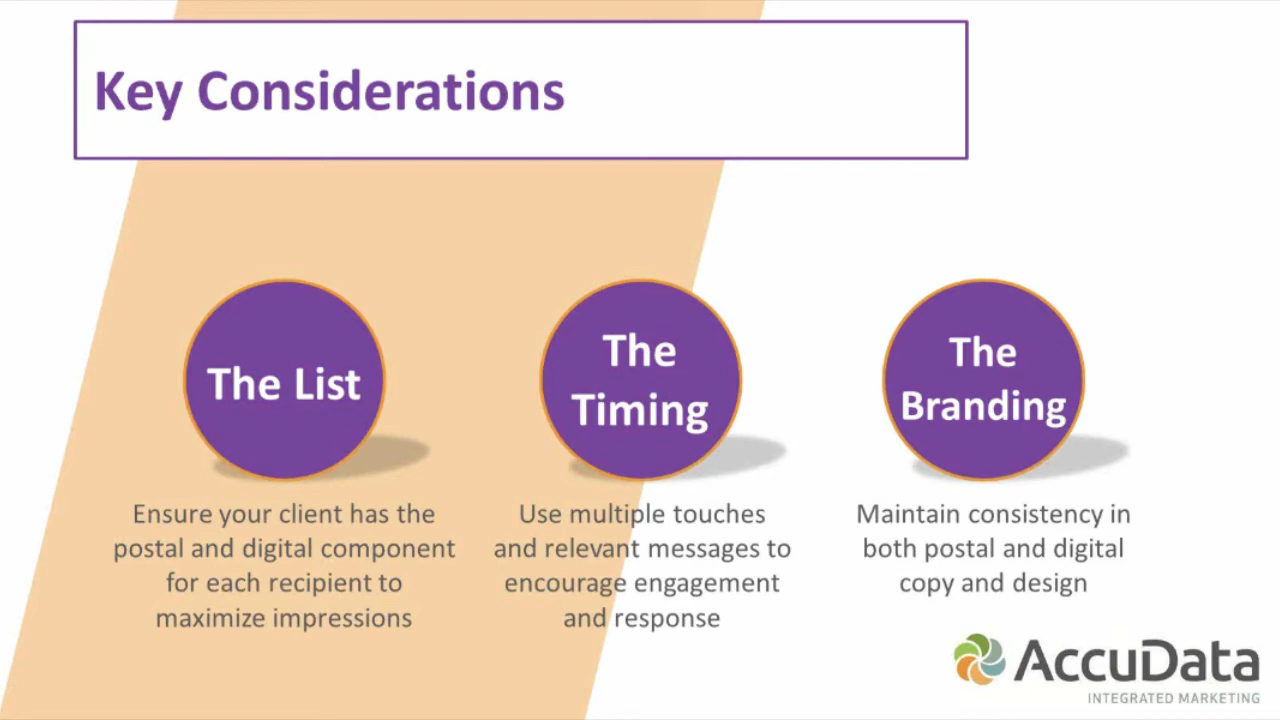 Key Considerations
The List
The
Timing
The
Branding
Ensure your client has the
postal and digital component
for each recipient to
maximize impressions
Use multiple touches
and relevant messages to
encourage engagement
and response
Maintain consistency in
both postal and digital
copy and design
AccuData
INTEGRATED MARKETING